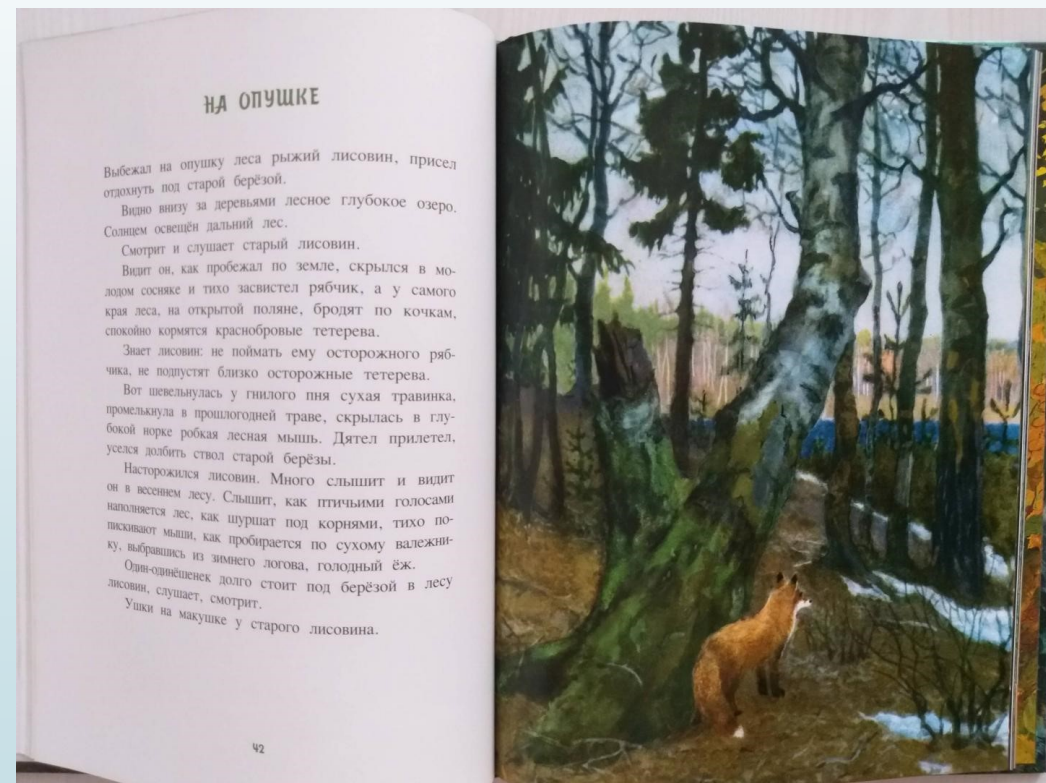 НА ОПУШКЕ
Выбежал на опушку леса рыжий лисовин, присел
отдохнуть под старой берёзой.
Видно внизу за деревьями лесное глубокое озеро.
Солнцем освещён дальний лес.
Смотрит и слушает старый лисовин.
Видит он, как пробежал по земле, скрылся в мо-
лодом сосняке и тихо засвистел рябчик, а у самого
края леса, на открытой поляне, бродят по кочкам,
спокойно кормятся краснобровые тетерева.
Знает лисовин: не поймать ему осторожного ряб-
чика, не подпустят близко осторожные тетерева.
Вот шевельнулась у гнилого пня сухая травинка,
промелькнула в прошлогодней траве, скрылась в глу-
бокой норке робкая лесная мышь. Дятел прилетел,
уселся долбить ствол старой берёзы.
Насторожился лисовин. Много слышит и видит
он в весеннем лесу. Слышит, как птичьими голосами
наполняется лес, как шуршат под корнями, тихо по-
пискивают мыши, как пробирается по сухому валежни-
ку, выбравшись из зимнего логова, голодный ёж.
Один-одинёшенек долго стоит под берёзой в лесу
лисовин, слушает, смотрит.
Ушки на макушке у старого лисовина.
42